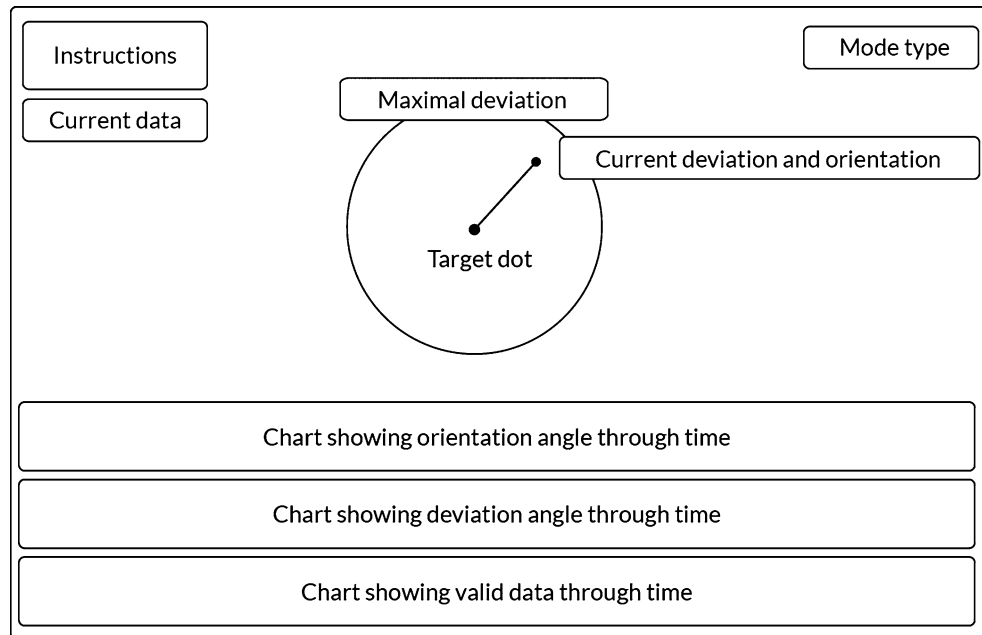 Instructions
Mode type
Maximal deviation
Current data
Current deviation and orientation
Target dot
Chart showing orientation angle through time
Chart showing deviation angle through time
Chart showing valid data through time